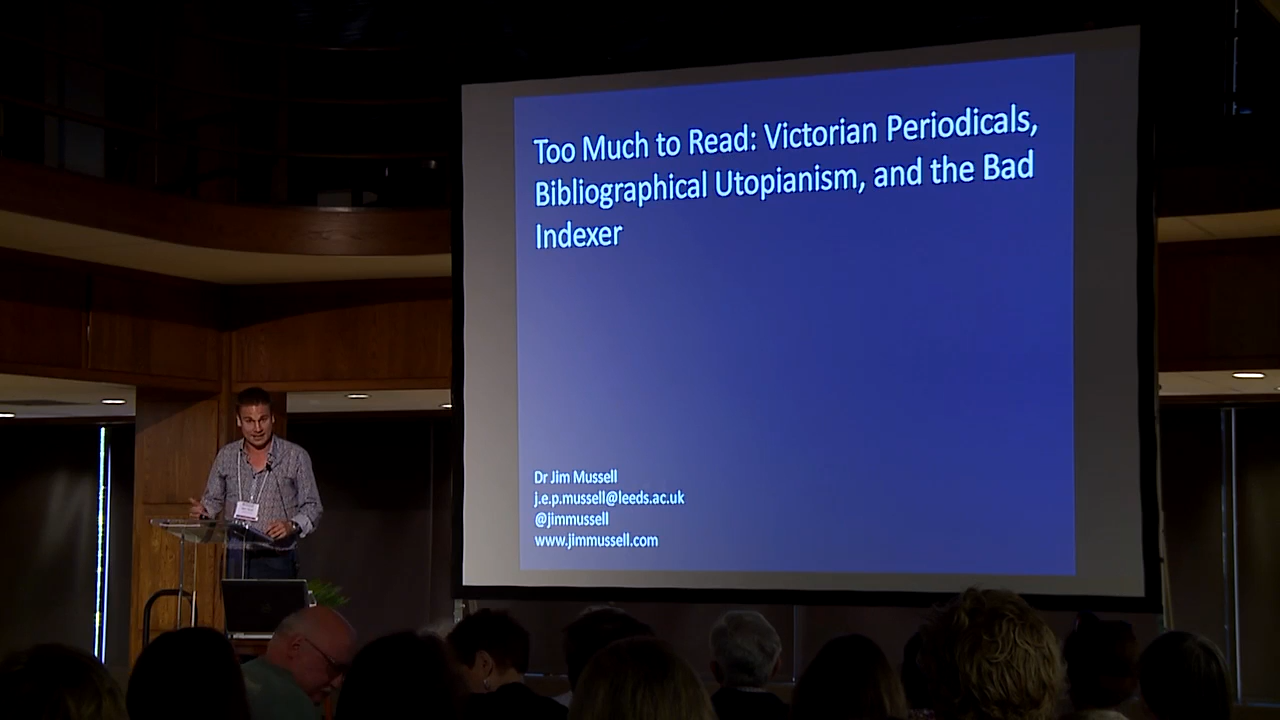 Too Much to Read: Victorian Periodicals,
Bibliographical Utopianism, and the Bad
Indexer
Dr Jim Mussell
j.e.p.mussell@leeds.ac.uk
@jimmussell
www.jimmussell.com